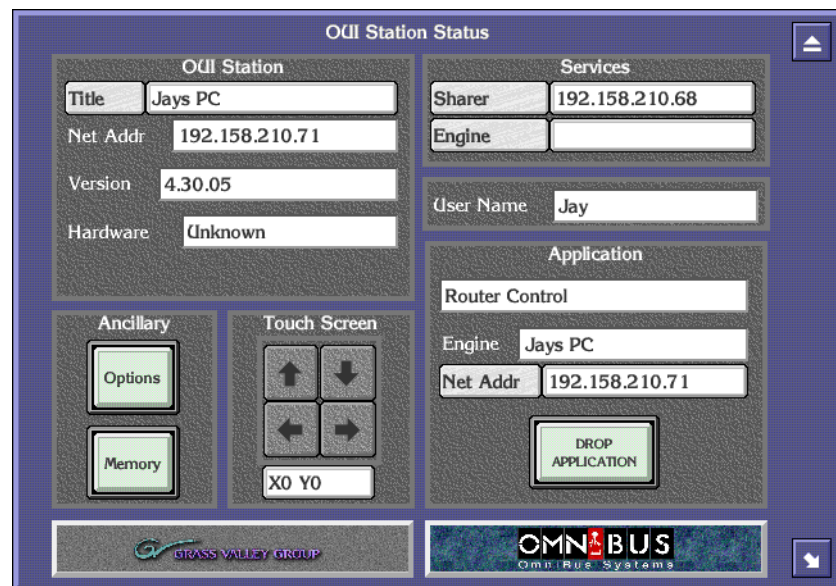 OUI Station Status
OUI Station
Title Jays PC
Net Addr 192.158.210.71
Version 4.30.05
Hardware Unknown
Services
Sharer 192.158.210.68
Engine
User Name Jay
Application
Router Control
Engine Jays PC
Net Addr 192.158.210.71
DROP
APPLICATION
Ancillary
Options
Memory
Touch Screen
X0 Y0
GRASS VALLEY GROUP
OMNIBUS
OmniBus Systems